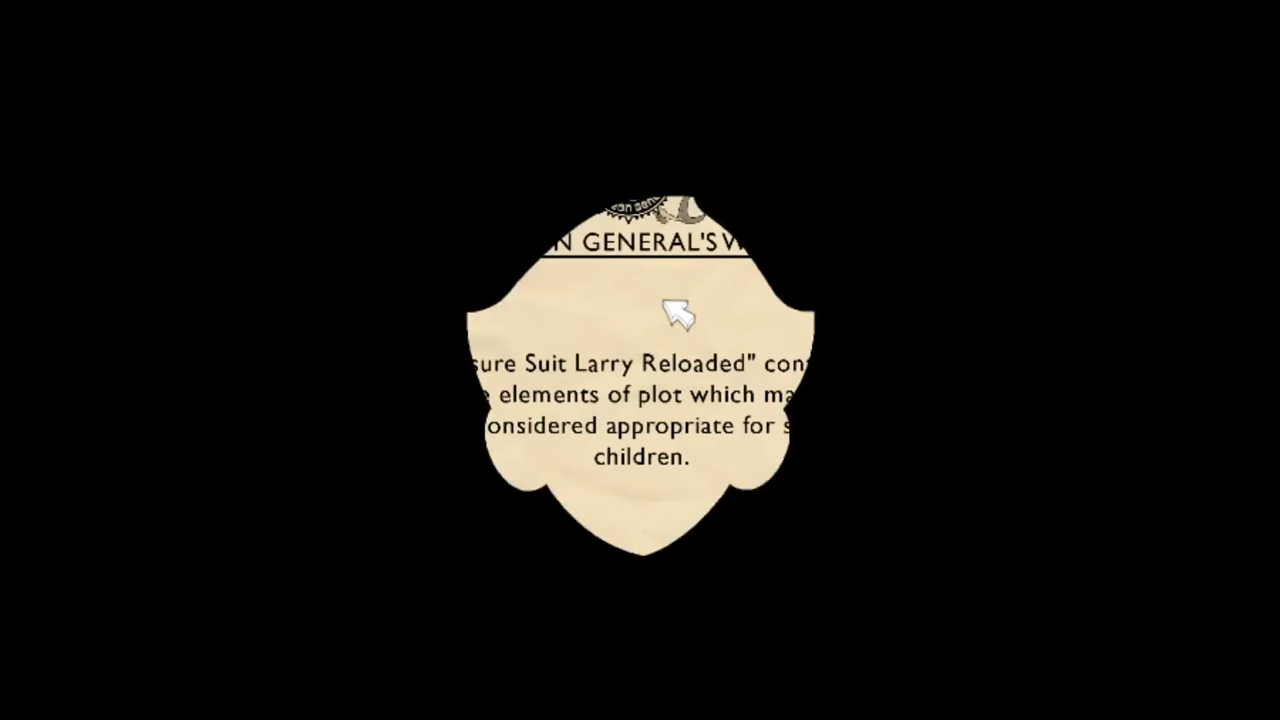 N GENERAL'S W
sure Suit Larry Reloaded" con
elements of plot which ma
onsidered appropriate for s
children.